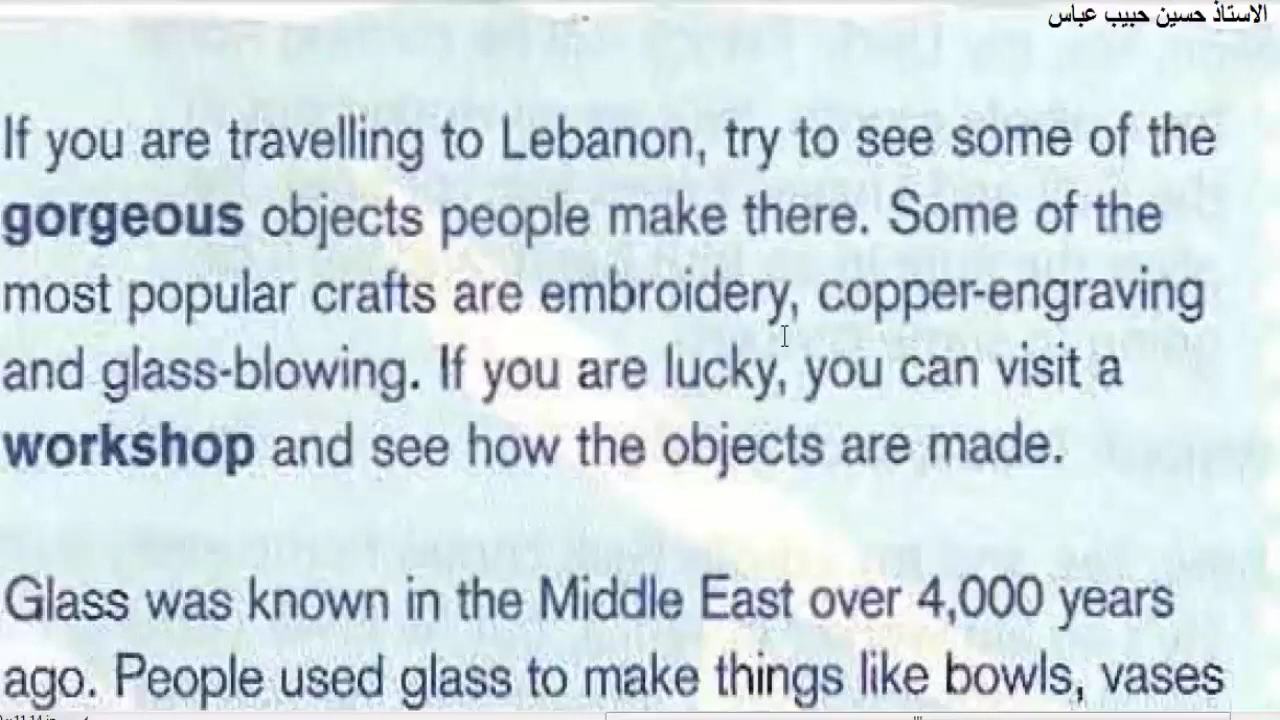 الاستاذ حسين حبيب عباس
If you are travelling to Lebanon, try to see some of the
gorgeous objects people make there. Some of the
most popular crafts are embroidery, copper-engraving
and glass-blowing. If you are lucky, you can visit a
workshop and see how the objects are made.
Glass was known in the Middle East over 4,000 years
ago. People used glass to make things like bowls, vases